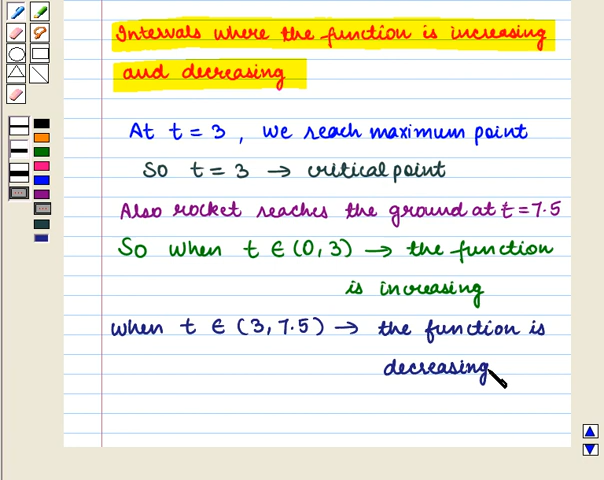 Intervals where the function is increasing
and decreasing
At t = 3 , we reach maximum point
So t = 3 → critical point
Also rocket reaches the ground at t = 7.5
So when t ∈ (0, 3) → the function
is increasing
when t ∈ (3, 7.5) → the function is
decreasing